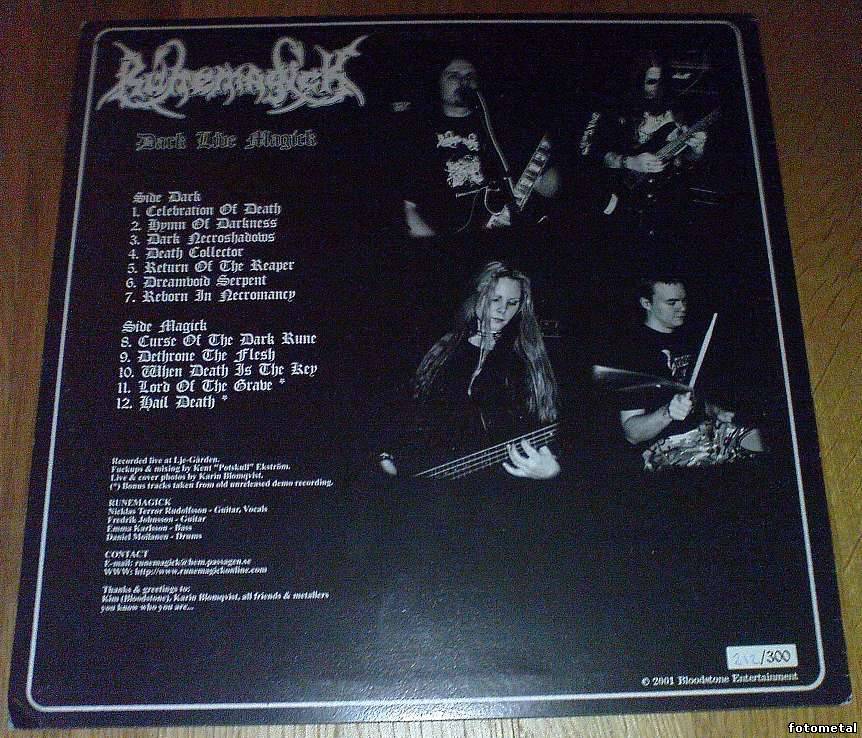 Runemagick
Dark Live Magick
Side Dark
1. Celebration Of Death
2. Hymn Of Darkness
3. Dark Necroshadows
4. Death Collector
5. Return Of The Reaper
6. Dreamvoid Serpent
7. Reborn In Necromancy
Side Magick
8. Curse Of The Dark Rune
9. Dethrone The Flesh
10. When Death Is The Key
11. Lord Of The Grave *
12. Hail Death *
Recorded live at Lje-Gården.
Fuckups & mixing by Kent "Potskull" Ekström.
Live & cover photos by Karin Blomqvist.
(*) Bonus tracks taken from old unreleased demo recording.
RUNEMAGICK
Nicklas Terror Rudolfsson - Guitar, Vocals
Fredrik Johnsson - Guitar
Emma Karlsson - Bass
Daniel Moilanen - Drums
CONTACT
E-mail: runemagick@hem.passagen.se
WWW: http://www.runemagickonline.com
Thanks & greetings to:
Kim (Bloodstone), Karin Blomqvist, all friends & metallers
you know who you are...
/300
© 2001 Bloodstone Entertainment
fotometal